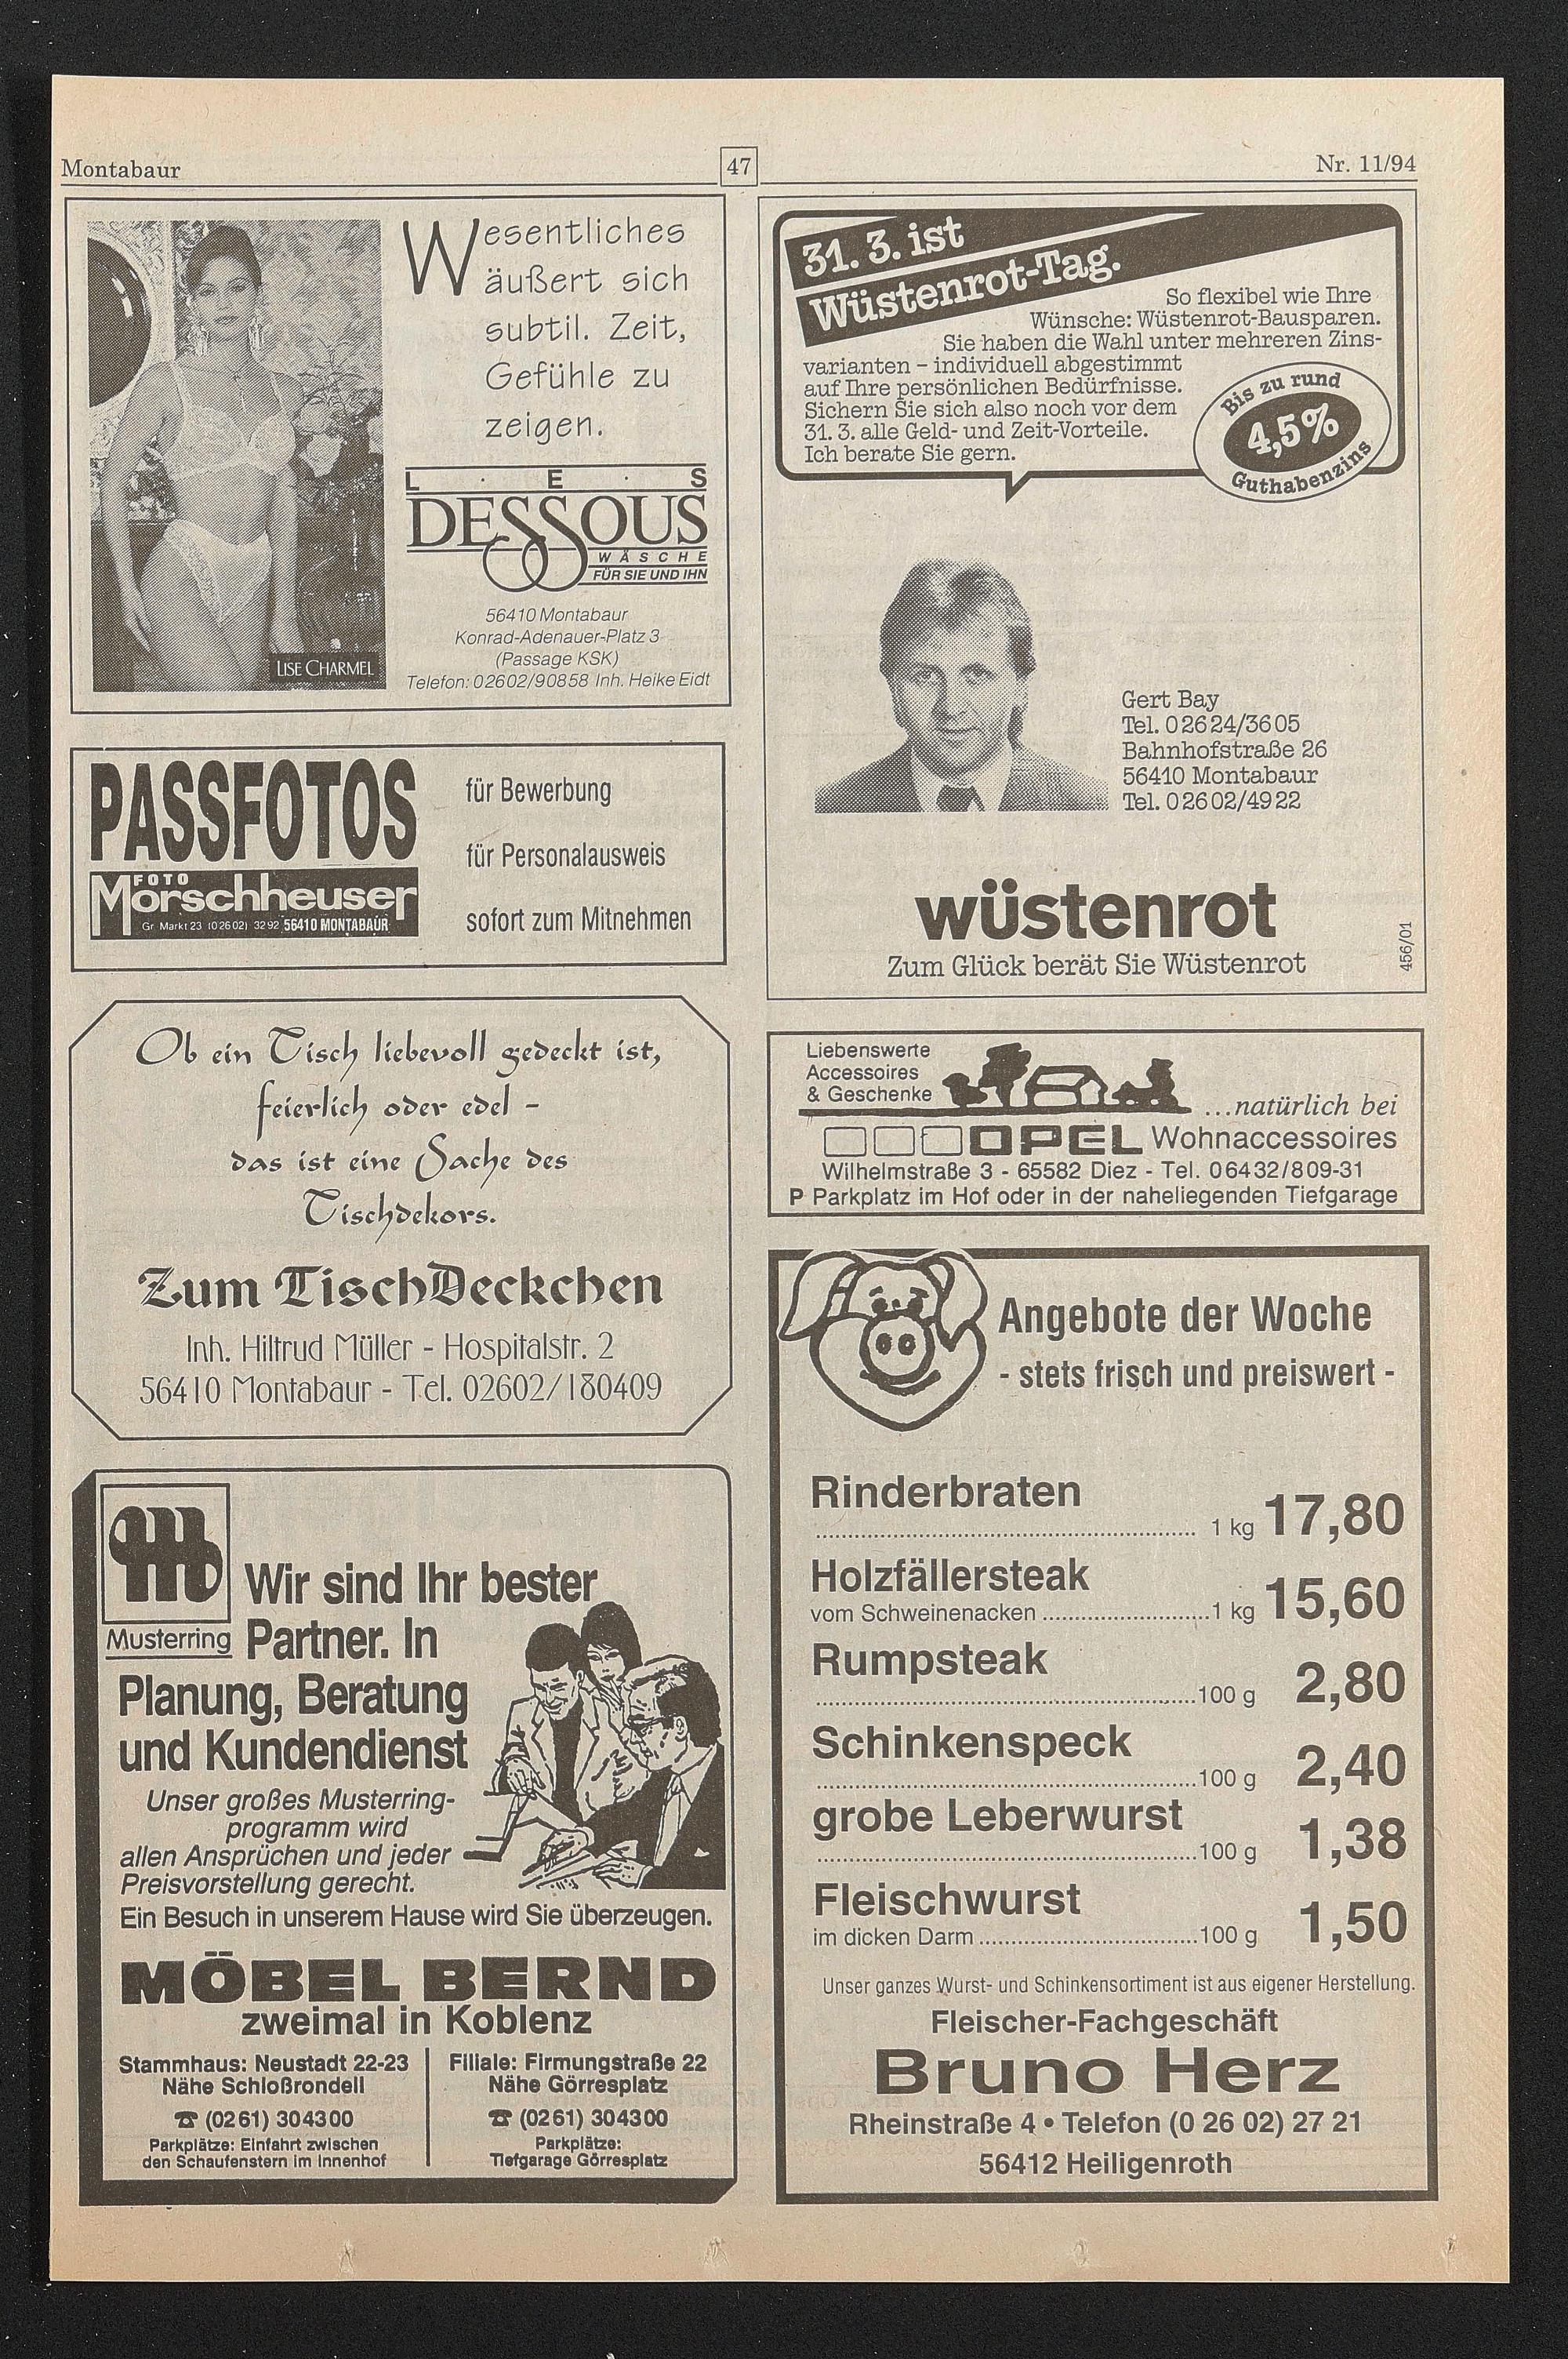 Montabaur
47
Nr. 11/94
Wesentliches
äußert sich
subtil. Zeit,
Gefühle zu
zeigen.
L · E · S
DESSOUS
WÄSCHE
FÜR SIE UND IHN
56410 Montabaur
Konrad-Adenauer-Platz 3
(Passage KSK)
Telefon: 02602/90858 Inh. Heike Eidt
LISE CHARMEL
PASSFOTOS
FOTO
Morschheuser
Gr. Markt 23 (02602) 3292 56410 MONTABAUR
für Bewerbung
für Personalausweis
sofort zum Mitnehmen
Ob ein Tisch liebevoll gedeckt ist,
feierlich oder edel -
das ist eine Sache des
Tischdekors.
Zum TischDeckchen
Inh. Hiltrud Müller - Hospitalstr. 2
56410 Montabaur - Tel. 02602/180409
Musterring
Wir sind Ihr bester
Partner. In
Planung, Beratung
und Kundendienst
Unser großes Musterring-
programm wird
allen Ansprüchen und jeder
Preisvorstellung gerecht.
Ein Besuch in unserem Hause wird Sie überzeugen.
MÖBEL BERND
zweimal in Koblenz
Stammhaus: Neustadt 22-23
Nähe Schloßrondell
☎ (0261) 304300
Parkplätze: Einfahrt zwischen
den Schaufenstern im Innenhof
Filiale: Firmungstraße 22
Nähe Görresplatz
☎ (0261) 304300
Parkplätze:
Tiefgarage Görresplatz
31. 3. ist
Wüstenrot-Tag.
So flexibel wie Ihre
Wünsche: Wüstenrot-Bausparen.
Sie haben die Wahl unter mehreren Zins-
varianten – individuell abgestimmt
auf Ihre persönlichen Bedürfnisse.
Sichern Sie sich also noch vor dem
31. 3. alle Geld- und Zeit-Vorteile.
Ich berate Sie gern.
Bis zu rund
4,5%
Guthabenzins
Gert Bay
Tel. 02624/3605
Bahnhofstraße 26
56410 Montabaur
Tel. 02602/4922
wüstenrot
Zum Glück berät Sie Wüstenrot
456/01
Liebenswerte
Accessoires
& Geschenke
...natürlich bei
OPEL Wohnaccessoires
Wilhelmstraße 3 - 65582 Diez - Tel. 06432/809-31
P Parkplatz im Hof oder in der naheliegenden Tiefgarage
Angebote der Woche
- stets frisch und preiswert -
Rinderbraten
1 kg 17,80
Holzfällersteak
vom Schweinenacken 1 kg 15,60
Rumpsteak
100 g 2,80
Schinkenspeck
100 g 2,40
grobe Leberwurst
100 g 1,38
Fleischwurst
im dicken Darm 100 g 1,50
Unser ganzes Wurst- und Schinkensortiment ist aus eigener Herstellung.
Fleischer-Fachgeschäft
Bruno Herz
Rheinstraße 4 • Telefon (0 26 02) 27 21
56412 Heiligenroth